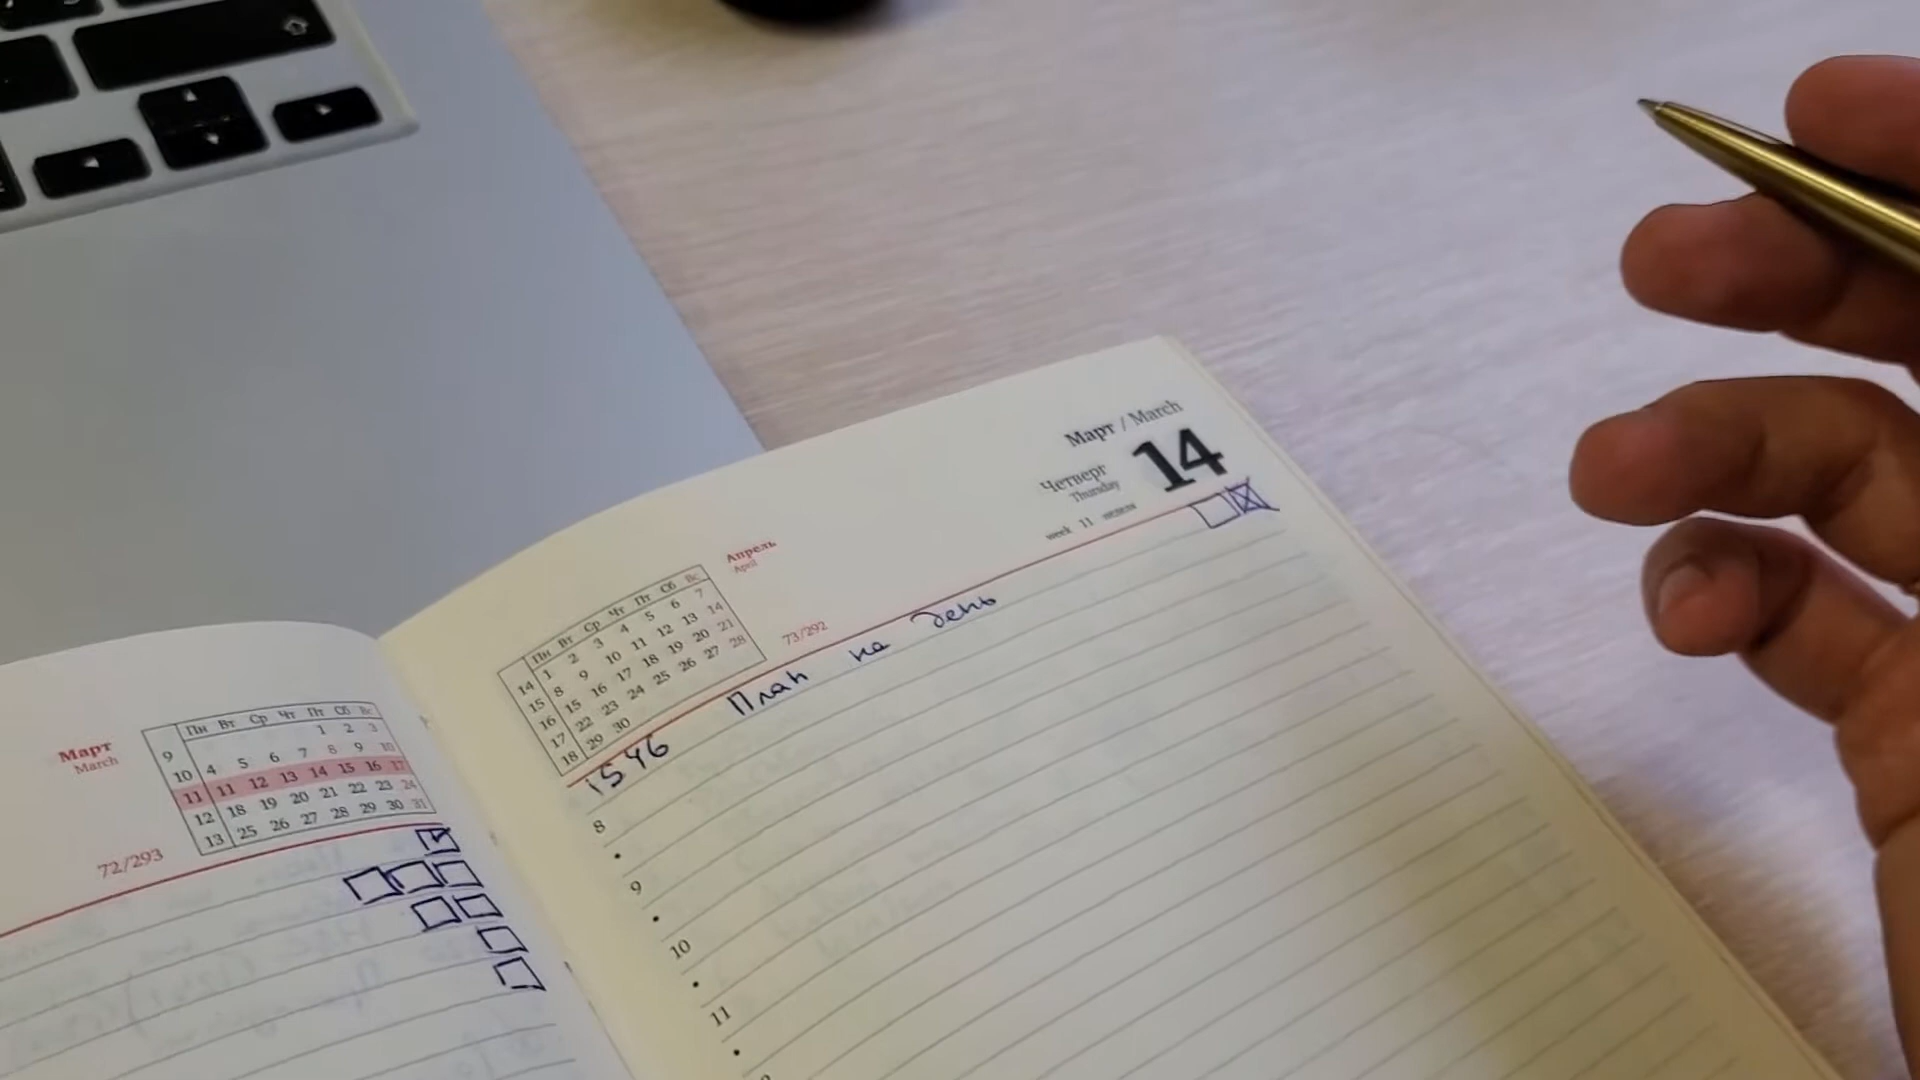 Март
March
Пн Вт Ср Чт Пт Сб Вс
9 1 2 3
10 4 5 6 7 8 9 10
11 11 12 13 14 15 16 17
12 18 19 20 21 22 23 24
13 25 26 27 28 29 30 31
72/293
Март / March
14
Четверг
Thursday
week 11 недели
Апрель
April
Пн Вт Ср Чт Пт Сб Вс
14 1 2 3 4 5 6 7
15 8 9 10 11 12 13 14
16 15 16 17 18 19 20 21
17 22 23 24 25 26 27 28
18 29 30
73/292
План на день
1546
8
9
10
11